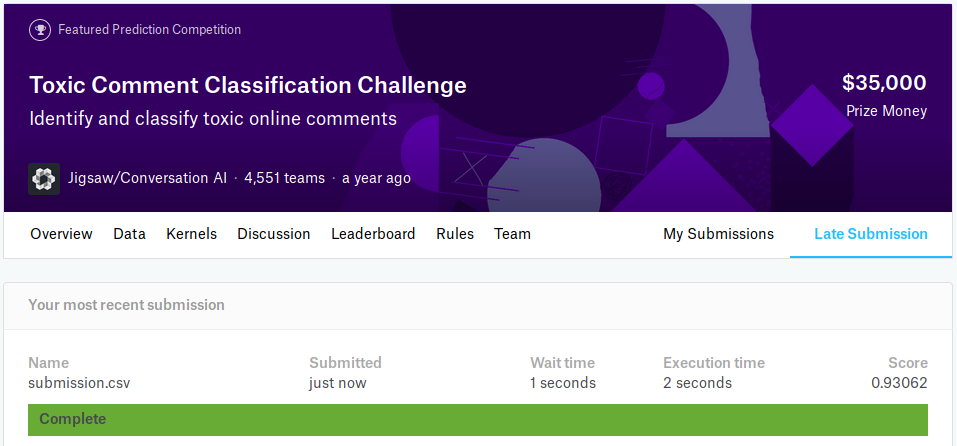 Featured Prediction Competition
Toxic Comment Classification Challenge
$35,000
Identify and classify toxic online comments
Prize Money
Jigsaw/Conversation AI · 4,551 teams · a year ago
Overview Data Kernels Discussion Leaderboard Rules Team My Submissions Late Submission
Your most recent submission
Name Submitted Wait time Execution time Score
submission.csv just now 1 seconds 2 seconds 0.93062
Complete